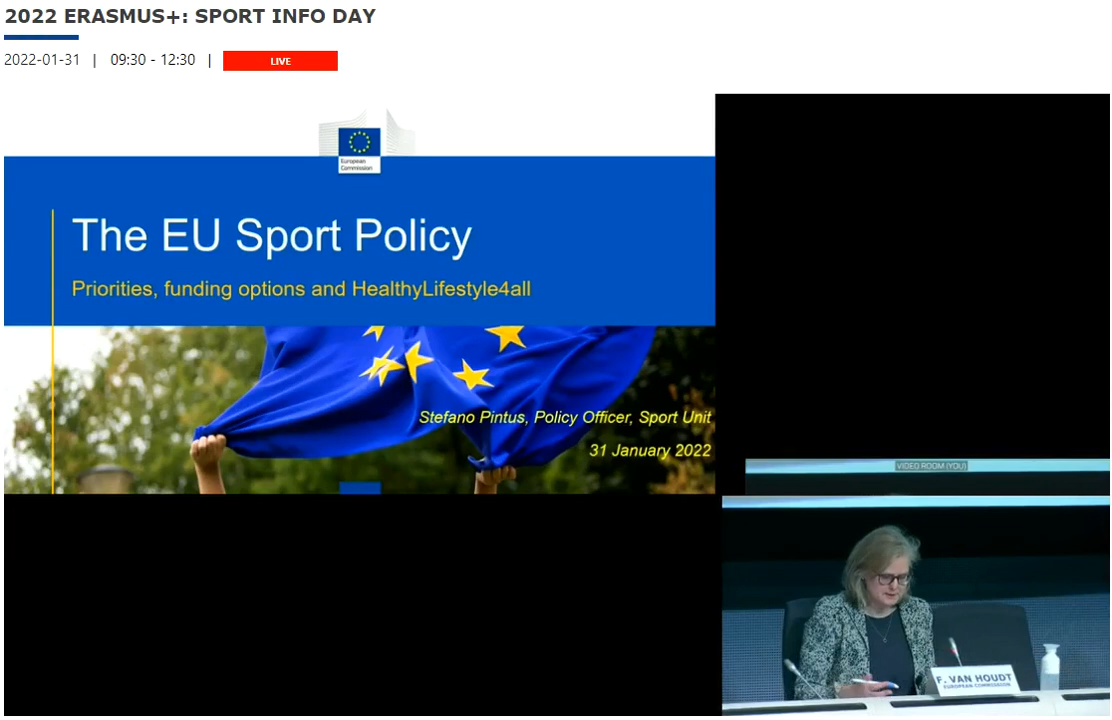 2022 ERASMUS+: SPORT INFO DAY
2022-01-31 | 09:30 - 12:30 | LIVE
European
Commission
The EU Sport Policy
Priorities, funding options and HealthyLifestyle4all
Stefano Pintus, Policy Officer, Sport Unit
31 January 2022
VIDEO ROOM (YOU)
F. VAN HOUDT
EUROPEAN COMMISSION